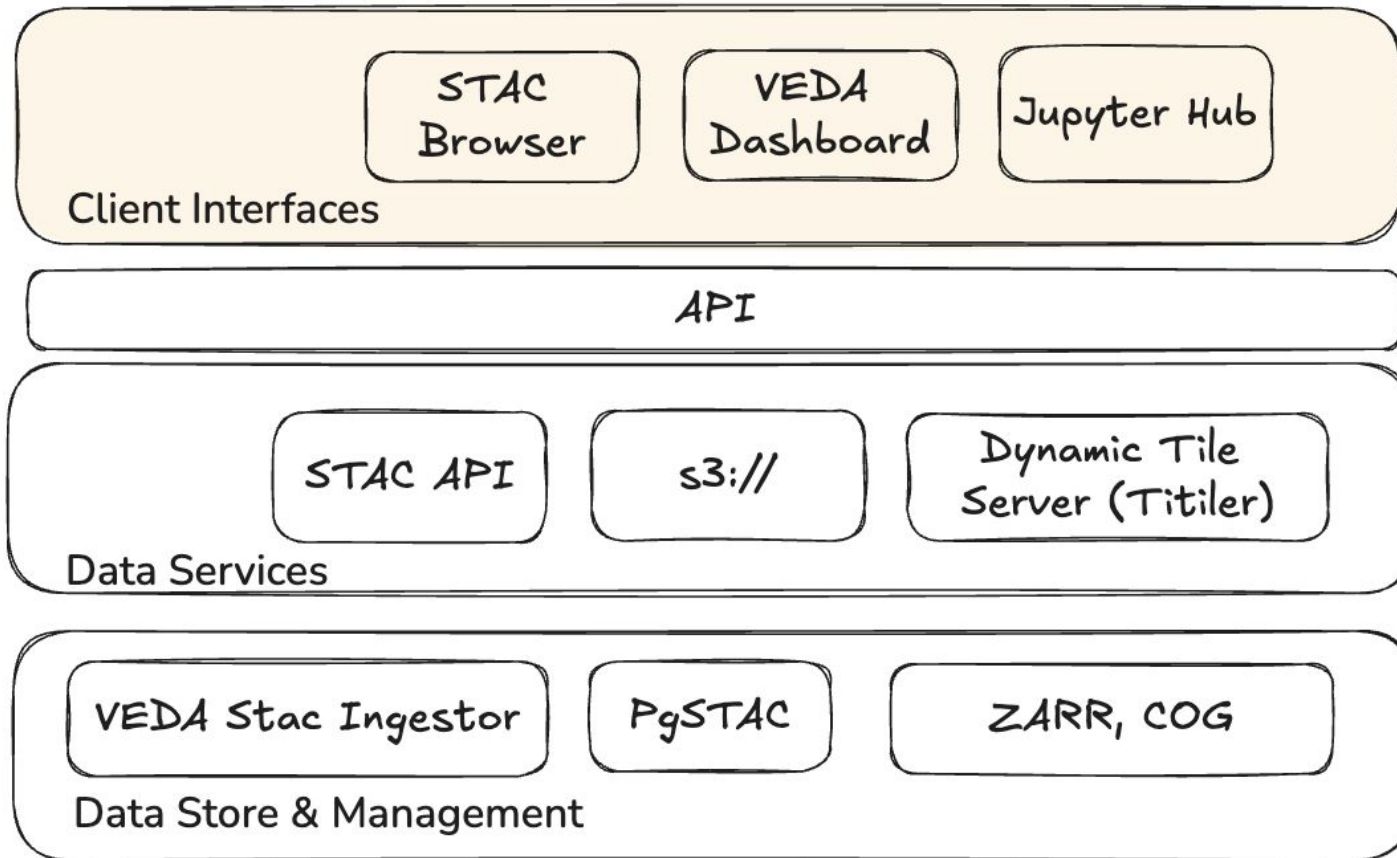 STAC
Browser
VEDA
Dashboard
Jupyter Hub
Client Interfaces
API
STAC API
s3://
Dynamic Tile
Server (Titiler)
Data Services
VEDA Stac Ingestor
PgSTAC
ZARR, COG
Data Store & Management